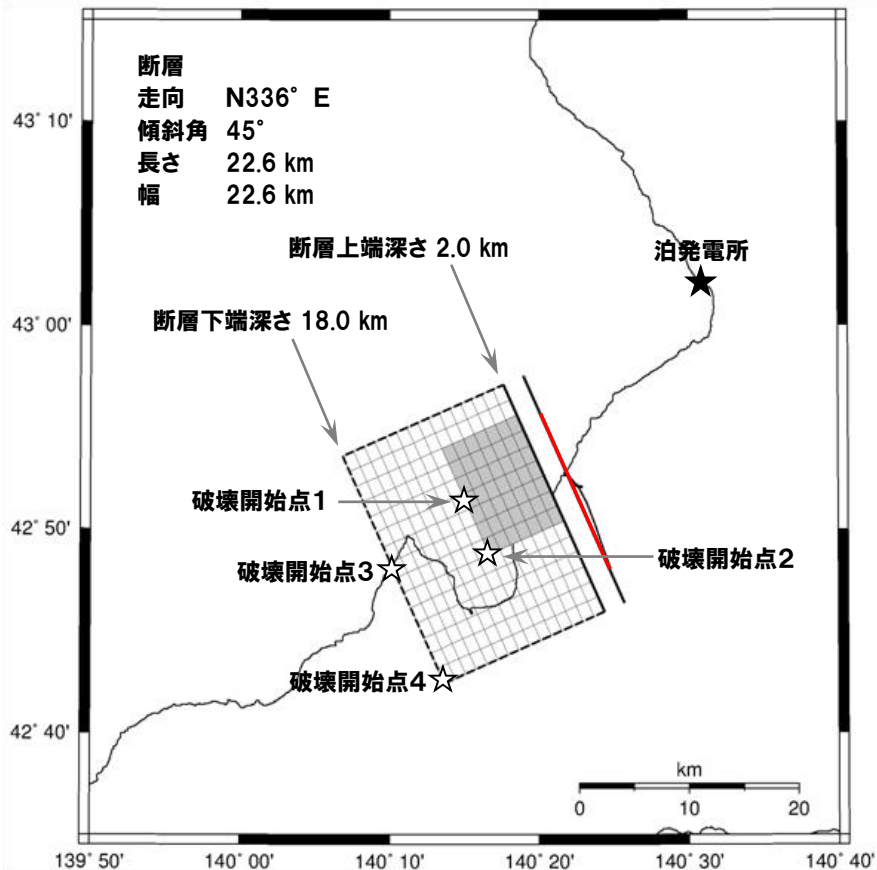 断層
走向 N336° E
傾斜角 45°
長さ 22.6 km
幅 22.6 km
断層上端深さ 2.0 km
断層下端深さ 18.0 km
泊発電所
破壊開始点1
破壊開始点2
破壊開始点3
破壊開始点4
km
0 10 20
43° 10'
43° 00'
42° 50'
42° 40'
139° 50' 140° 00' 140° 10' 140° 20' 140° 30' 140° 40'